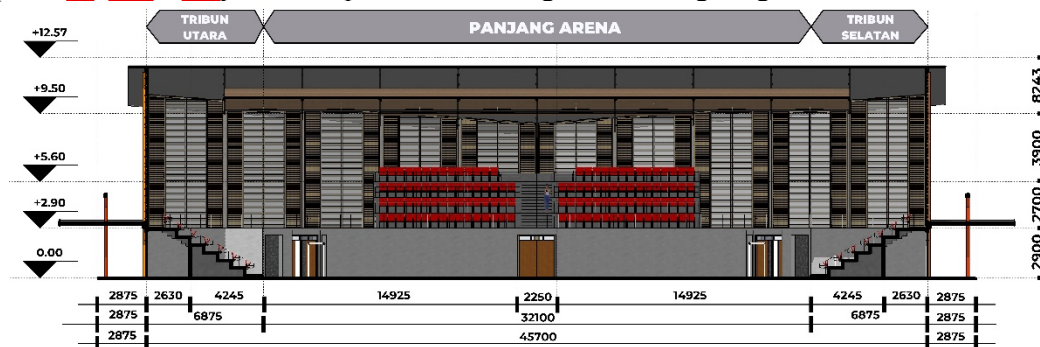 TRIBUN
UTARA
PANJANG ARENA
TRIBUN
SELATAN
+12.57
+9.50
+5.60
+2.90
0.00
8243
3900
2700
2900
2875 2630 4245 14925 2250 14925 4245 2630 2875
2875 6875 32100 6875 2875
2875 45700 2875